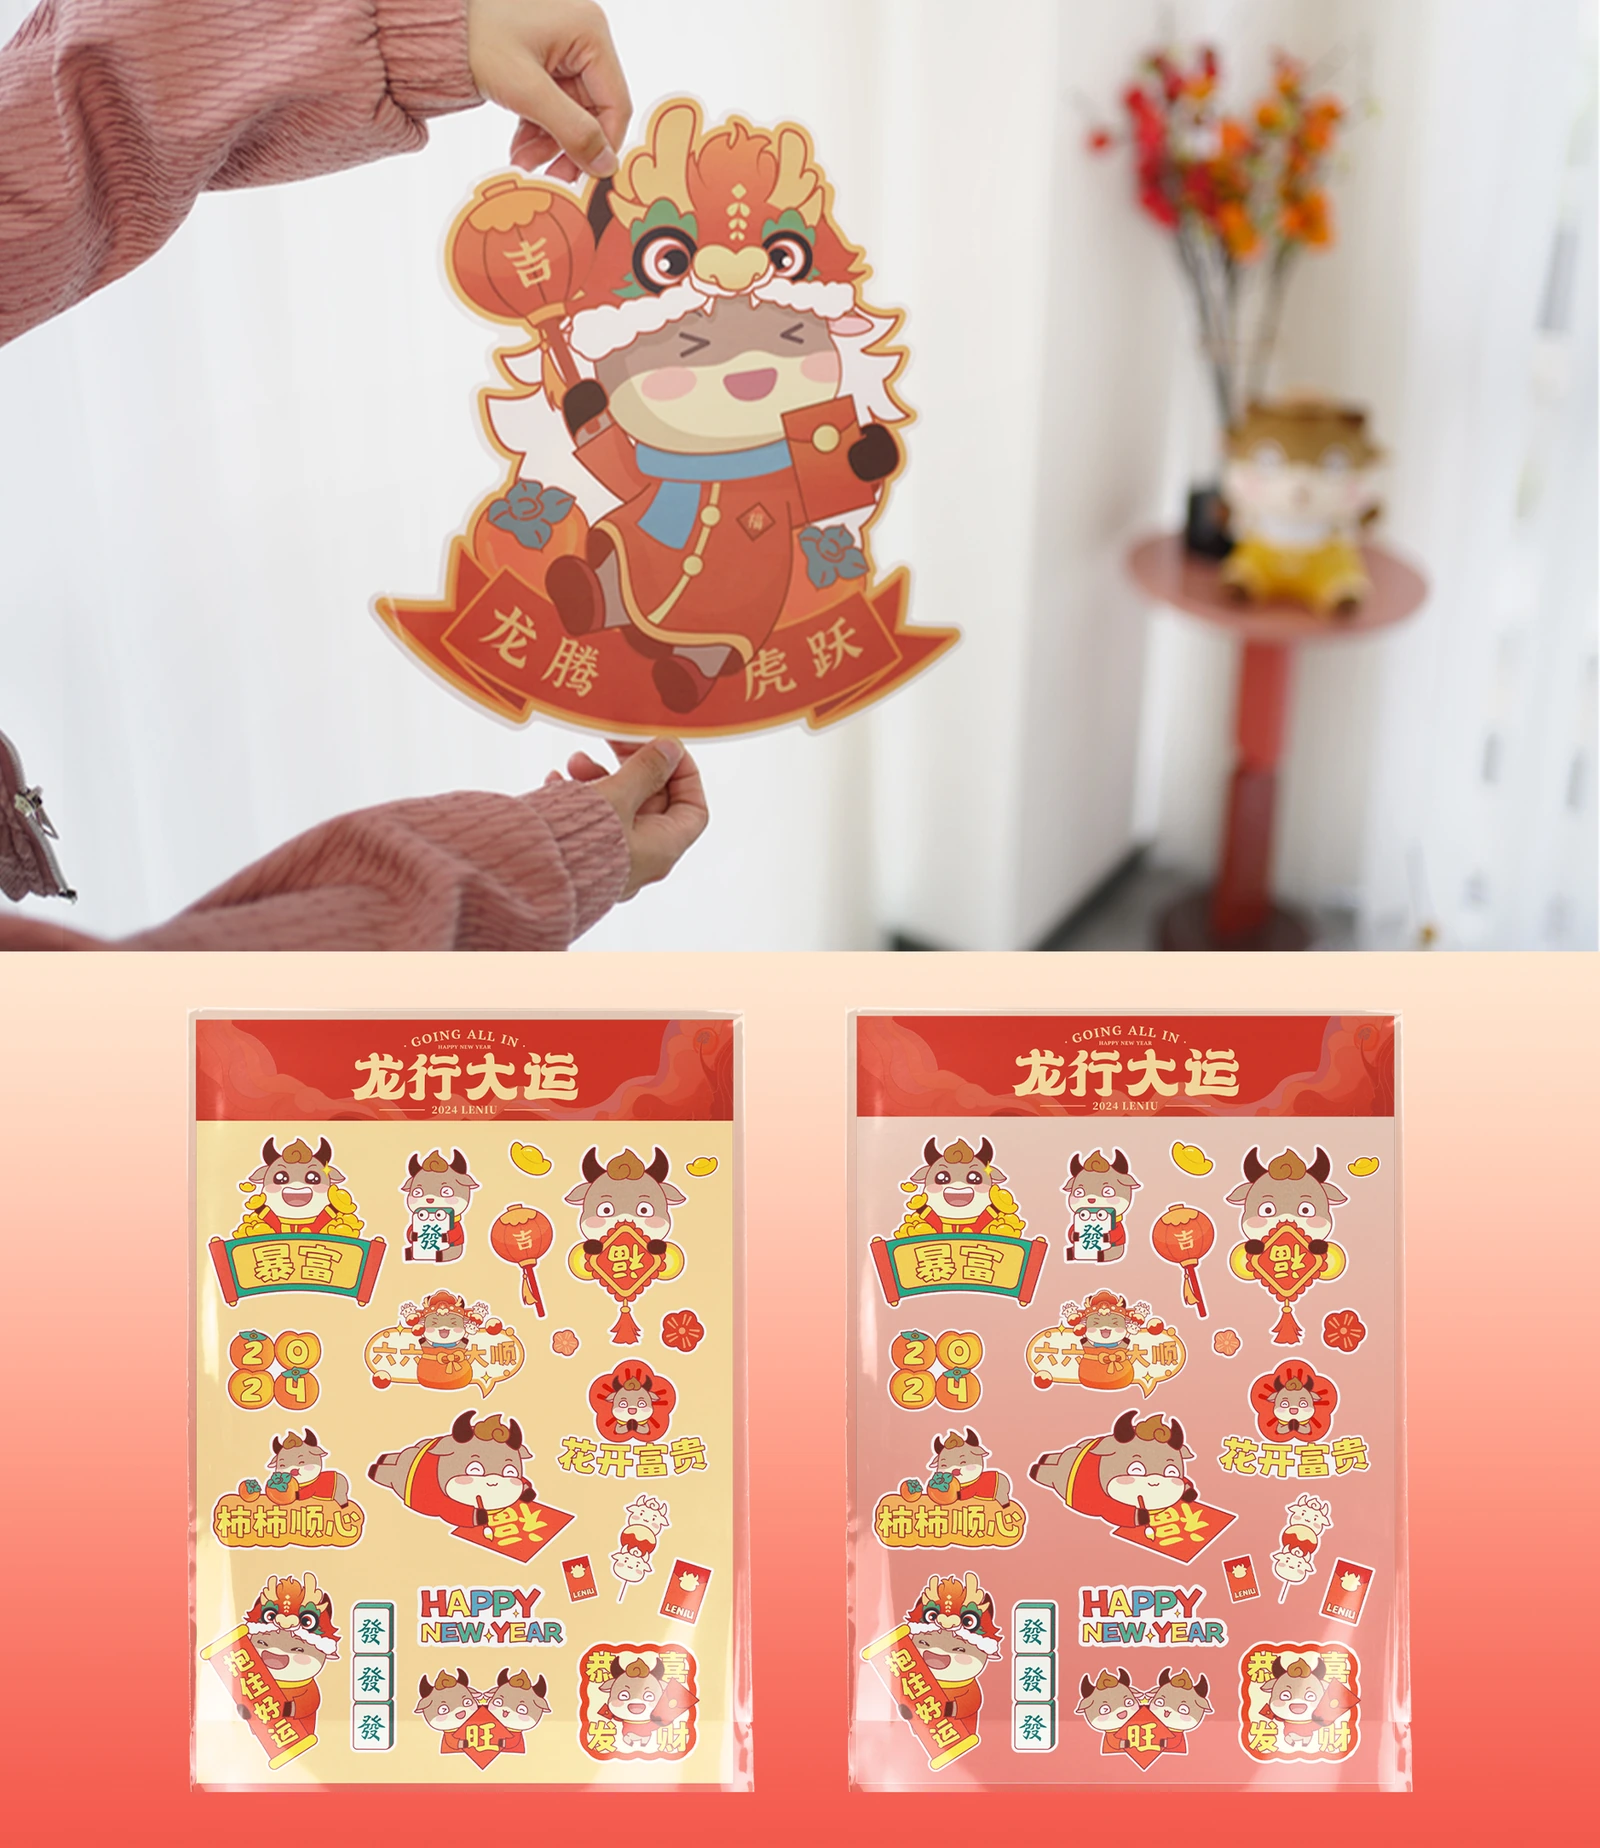 吉
福
龙腾
虎跃
· GOING ALL IN ·
HAPPY NEW YEAR
龙行大运
2024 LENIU
暴富
發
吉
福
20
24
六六大顺
花开富贵
柿柿顺心
福
LENIU
LENIU
HAPPY
NEW YEAR
抱住好运
發
發
發
旺
恭喜
发财
· GOING ALL IN ·
HAPPY NEW YEAR
龙行大运
2024 LENIU
暴富
發
吉
福
20
24
六六大顺
花开富贵
柿柿顺心
福
LENIU
LENIU
HAPPY
NEW YEAR
抱住好运
發
發
發
旺
恭喜
发财